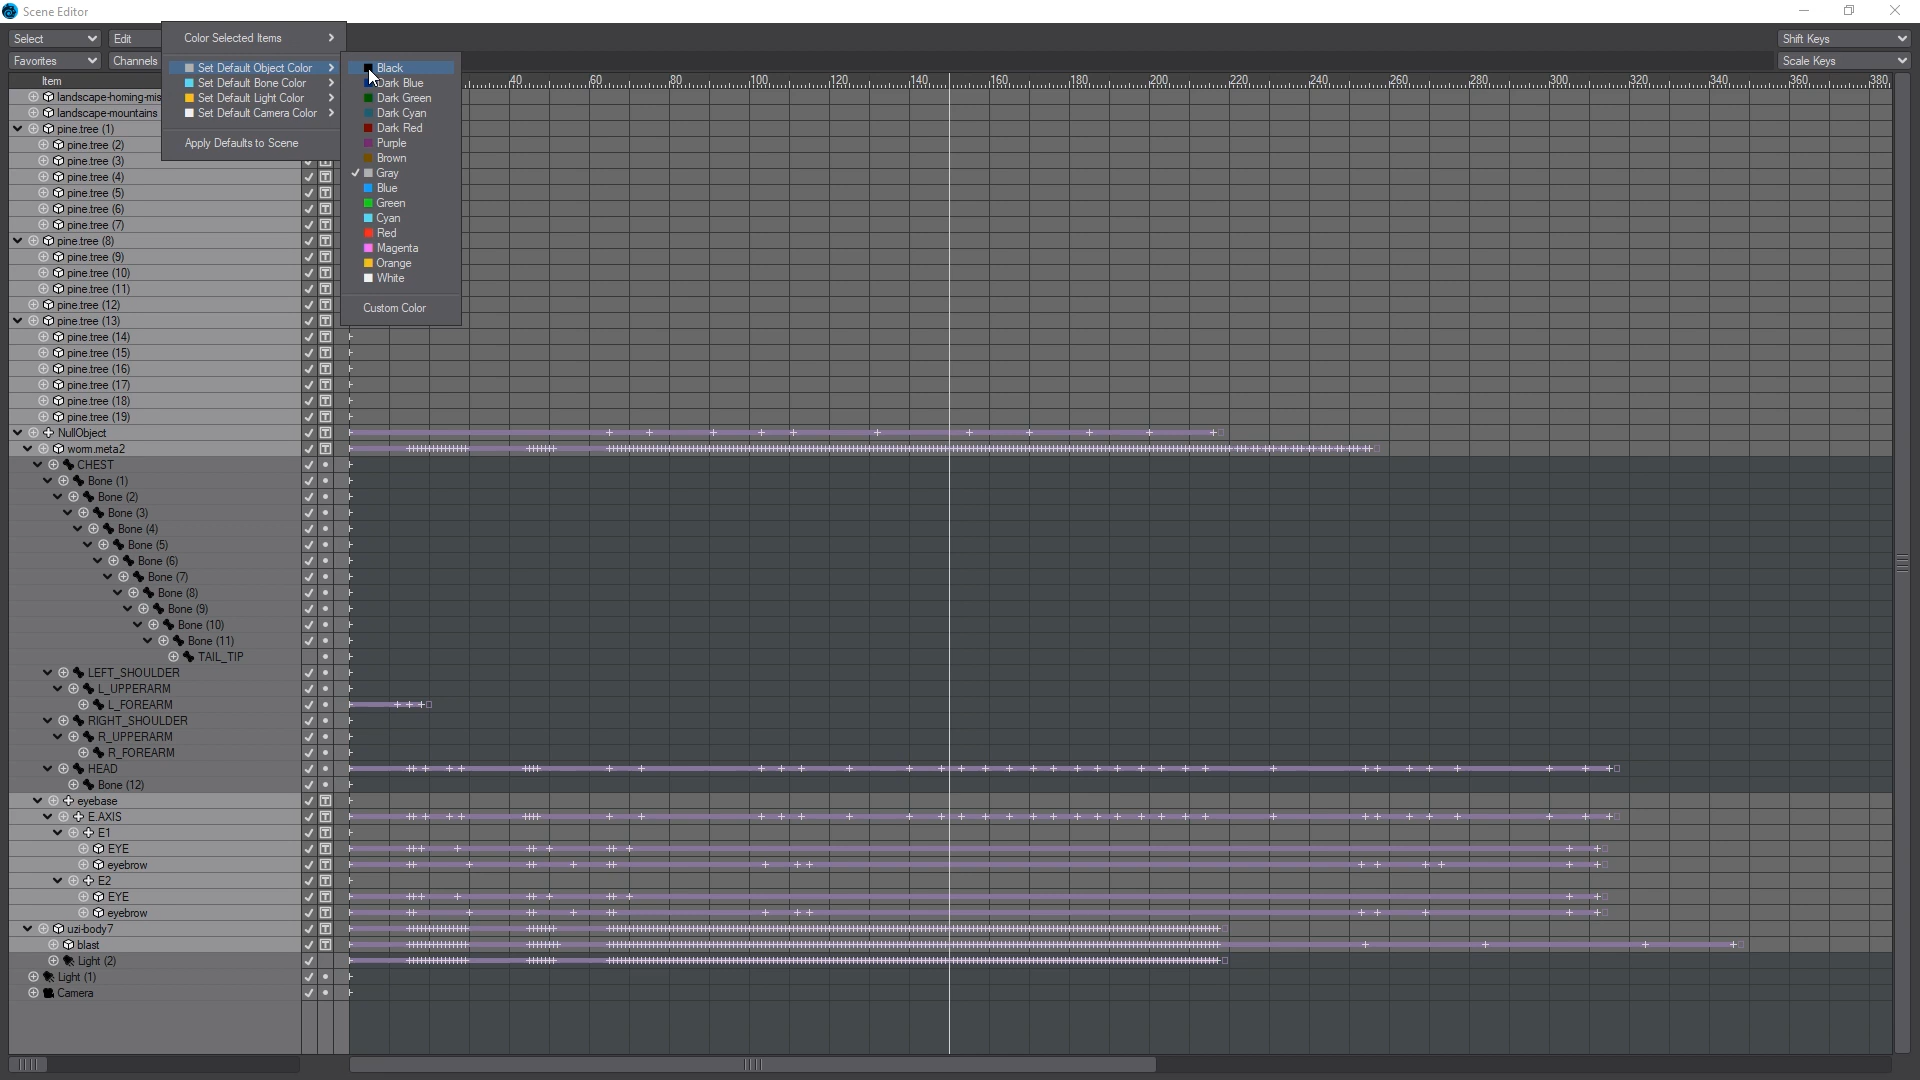 Scene Editor
Select
Edit
Color Selected Items
Shift Keys
Favorites
Channels
Set Default Object Color
Black
Scale Keys
Item
Set Default Bone Color
Dark Blue
40 60 80 100 120 140 160 180 200 220 240 260 280 300 320 340 360 380
landscape-homing-mis
Set Default Light Color
Dark Green
landscape-mountains
Set Default Camera Color
Dark Cyan
pine.tree (1)
Dark Red
pine.tree (2)
Apply Defaults to Scene
Purple
pine.tree (3)
Brown
pine.tree (4)
Gray
pine.tree (5)
Blue
pine.tree (6)
Green
pine.tree (7)
Cyan
pine.tree (8)
Red
pine.tree (9)
Magenta
pine.tree (10)
Orange
pine.tree (11)
White
pine.tree (12)
Custom Color
pine.tree (13)
pine.tree (14)
pine.tree (15)
pine.tree (16)
pine.tree (17)
pine.tree (18)
pine.tree (19)
NullObject
worm.meta2
CHEST
Bone (1)
Bone (2)
Bone (3)
Bone (4)
Bone (5)
Bone (6)
Bone (7)
Bone (8)
Bone (9)
Bone (10)
Bone (11)
TAIL_TIP
LEFT_SHOULDER
L_UPPERARM
L_FOREARM
RIGHT_SHOULDER
R_UPPERARM
R_FOREARM
HEAD
Bone (12)
eyebase
E.AXIS
E1
EYE
eyebrow
E2
EYE
eyebrow
uzi-body7
blast
Light (2)
Light (1)
Camera